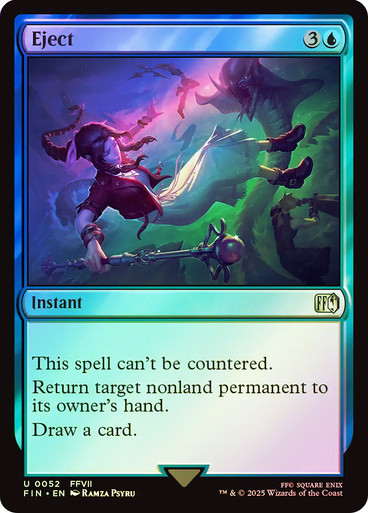 Eject 3
Instant
This spell can't be countered.
Return target nonland permanent to
its owner's hand.
Draw a card.
U 0052 FFVII
FIN • EN Ramza Psyru
FF© SQUARE ENIX
™ & © 2025 Wizards of the Coast